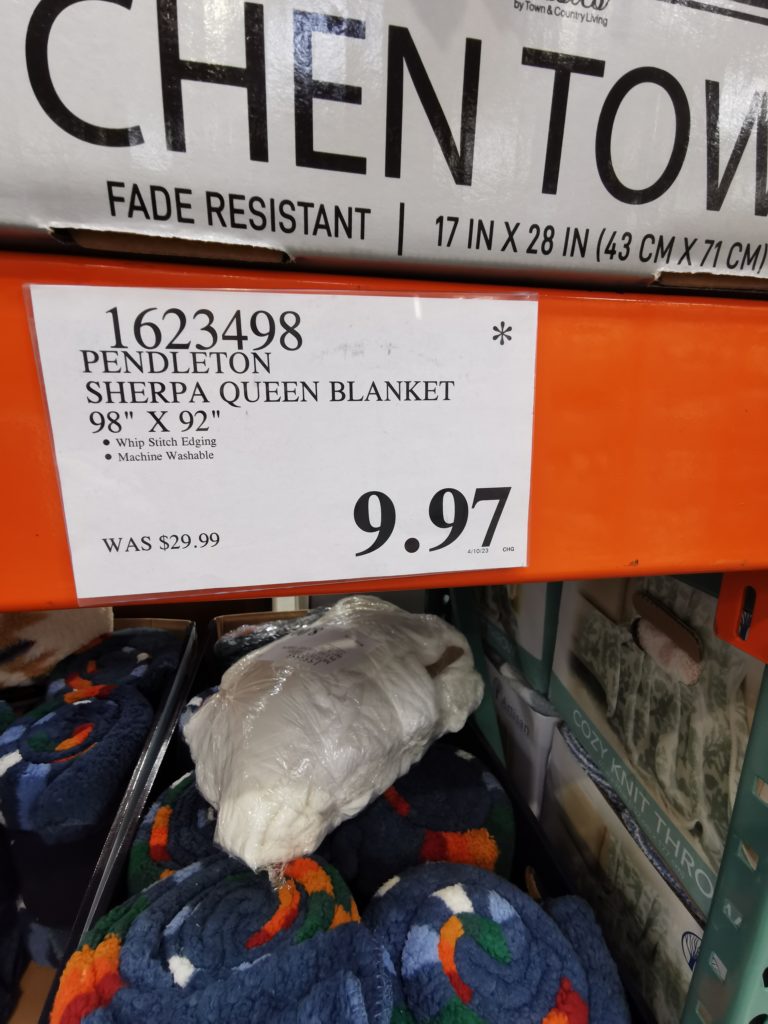 by Town & Country Living
CHEN TOW
FADE RESISTANT | 17 IN X 28 IN (43 CM X 71 CM)
1623498 *
PENDLETON
SHERPA QUEEN BLANKET
98" X 92"
• Whip Stitch Edging
• Machine Washable
WAS $29.99
9.97
4/10/23 CHQ
COZY KNIT THRO